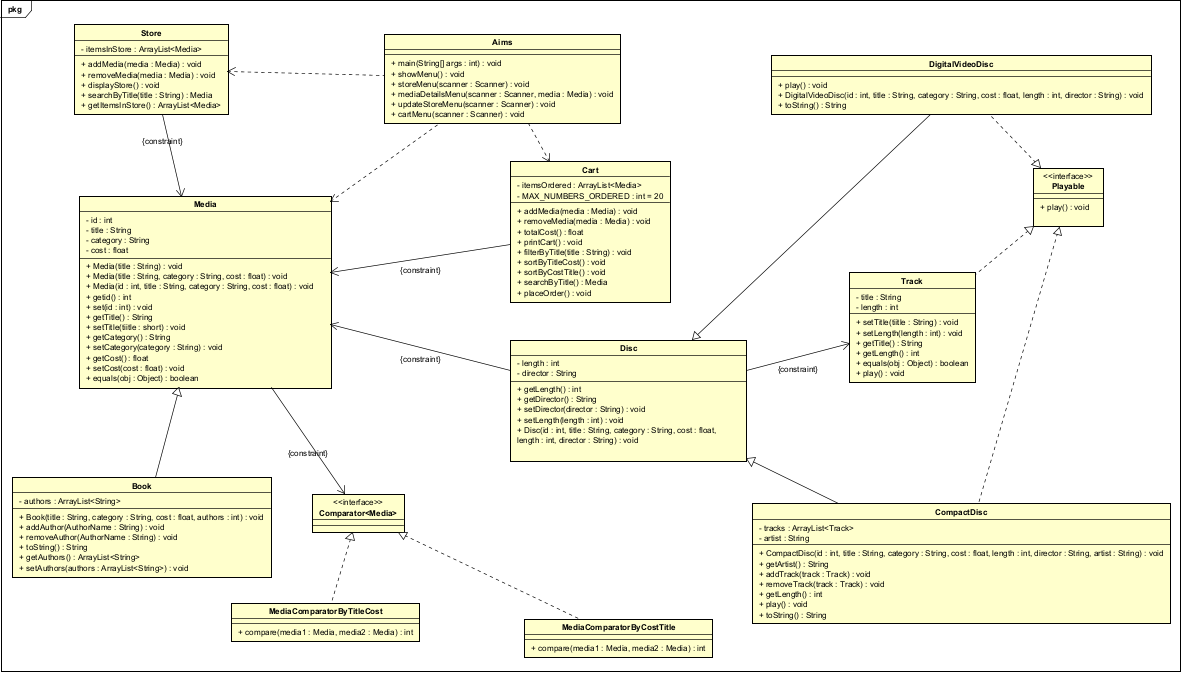 pkg
Store
- itemsInStore : ArrayList<Media>
+ addMedia(media : Media) : void
+ removeMedia(media : Media) : void
+ displayStore() : void
+ searchByTitle(title : String) : Media
+ getItemsInStore() : ArrayList<Media>
Aims
+ main(String[] args : int) : void
+ showMenu() : void
+ storeMenu(scanner : Scanner) : void
+ mediaDetailsMenu(scanner : Scanner, media : Media) : void
+ updateStoreMenu(scanner : Scanner) : void
+ cartMenu(scanner : Scanner) : void
DigitalVideoDisc
+ play() : void
+ DigitalVideoDisc(id : int, title : String, category : String, cost : float, length : int, director : String) : void
+ toString() : String
{constraint}
Cart
- itemsOrdered : ArrayList<Media>
- MAX_NUMBERS_ORDERED : int = 20
+ addMedia(media : Media) : void
+ removeMedia(media : Media) : void
+ totalCost() : float
+ printCart() : void
+ filterByTitle(title : String) : void
+ sortByTitleCost() : void
+ sortByCostTitle() : void
+ searchByTitle() : Media
+ placeOrder() : void
<<interface>>
Playable
+ play() : void
Media
- id : int
- title : String
- category : String
- cost : float
+ Media(title : String) : void
+ Media(title : String, category : String, cost : float) : void
+ Media(id : int, title : String, category : String, cost : float) : void
+ getid() : int
+ set(id : int) : void
+ getTitle() : String
+ setTitle(tiitle : short) : void
+ getCategory() : String
+ setCategory(category : String) : void
+ getCost() : float
+ setCost(cost : float) : void
+ equals(obj : Object) : boolean
{constraint}
Track
- title : String
- length : int
+ setTitle(tiitle : String) : void
+ setLength(length : int) : void
+ getTitle() : String
+ getLength() : int
+ equals(obj : Object) : boolean
+ play() : void
{constraint}
Disc
- length : int
- director : String
+ getLength() : int
+ getDirector() : String
+ setDirector(director : String) : void
+ setLength(length : int) : void
+ Disc(id : int, title : String, category : String, cost : float,
length : int, director : String) : void
{constraint}
{constraint}
Book
- authors : ArrayList<String>
+ Book(title : String, category : String, cost : float, authors : int) : void
+ addAuthor(AuthorName : String) : void
+ removeAuthor(AuthorName : String) : void
+ toString() : String
+ getAuthors() : ArrayList<String>
+ setAuthors(authors : ArrayList<String>) : void
<<interface>>
Comparator<Media>
CompactDisc
- tracks : ArrayList<Track>
- artist : String
+ CompactDisc(id : int, title : String, category : String, cost : float, length : int, director : String, artist : String) : void
+ getArtist() : String
+ addTrack(track : Track) : void
+ removeTrack(track : Track) : void
+ getLength() : int
+ play() : void
+ toString() : String
MediaComparatorByTitleCost
+ compare(media1 : Media, media2 : Media) : int
MediaComparatorByCostTitle
+ compare(media1 : Media, media2 : Media) : int